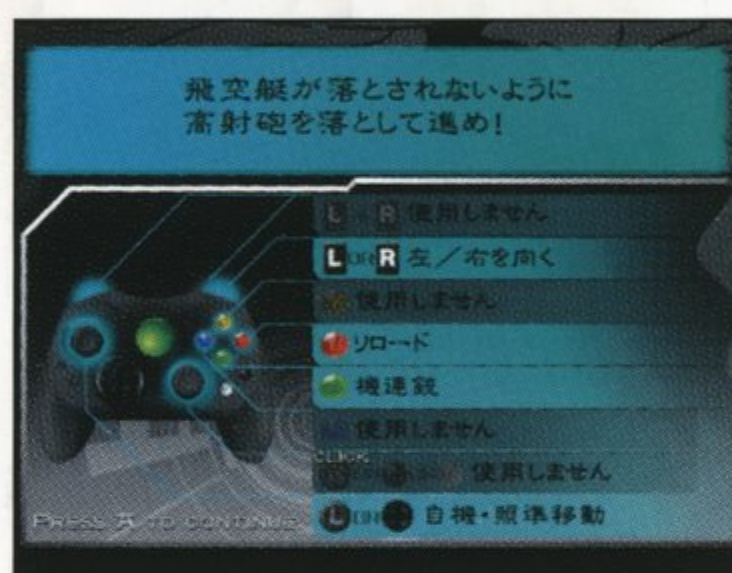 飛空艇が落とされないように
高射砲を落として進め！
使用しません
L OR R 左／右を向く
使用しません
リロード
機連銃
使用しません
CLICK
使用しません
L OR 自機・照準移動
PRESS A TO CONTINUE